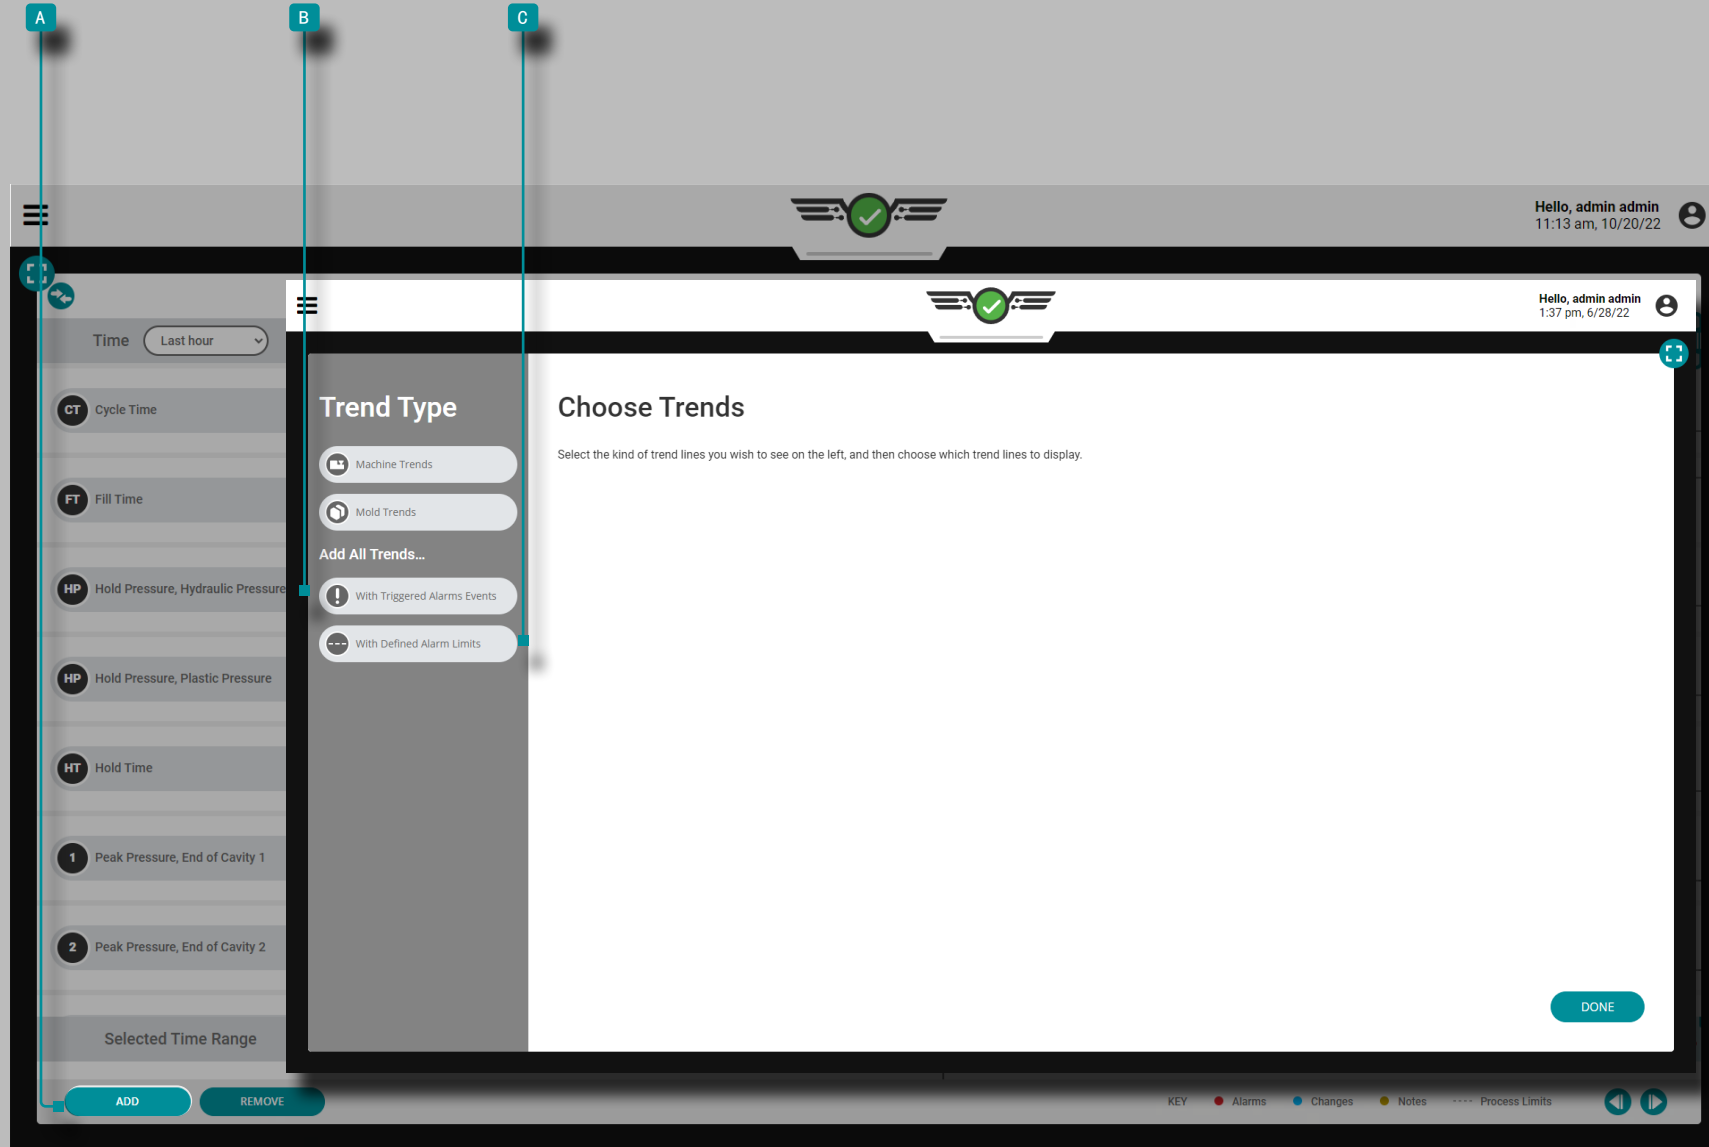 A
B
C
Hello, admin admin
11:13 am, 10/20/22
Hello, admin admin
1:37 pm, 6/28/22
Time
Last hour
CT Cycle Time
FT Fill Time
HP Hold Pressure, Hydraulic Pressure
HP Hold Pressure, Plastic Pressure
HT Hold Time
1 Peak Pressure, End of Cavity 1
2 Peak Pressure, End of Cavity 2
Selected Time Range
ADD
REMOVE
Trend Type
Machine Trends
Mold Trends
Add All Trends...
With Triggered Alarms Events
With Defined Alarm Limits
Choose Trends
Select the kind of trend lines you wish to see on the left, and then choose which trend lines to display.
DONE
KEY Alarms Changes Notes Process Limits